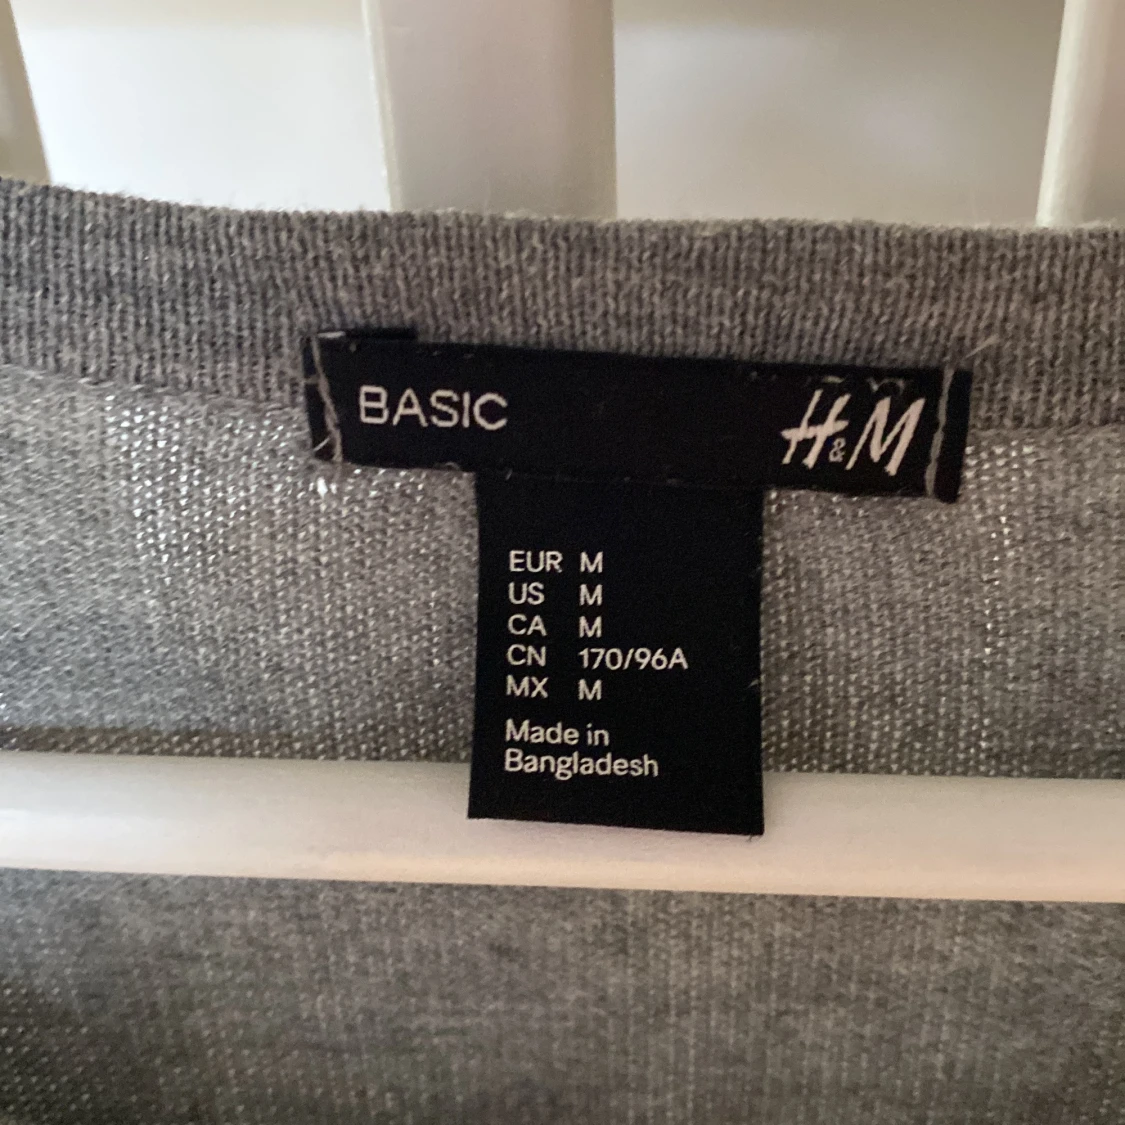 BASIC H&M
EUR M
US M
CA M
CN 170/96A
MX M
Made in
Bangladesh